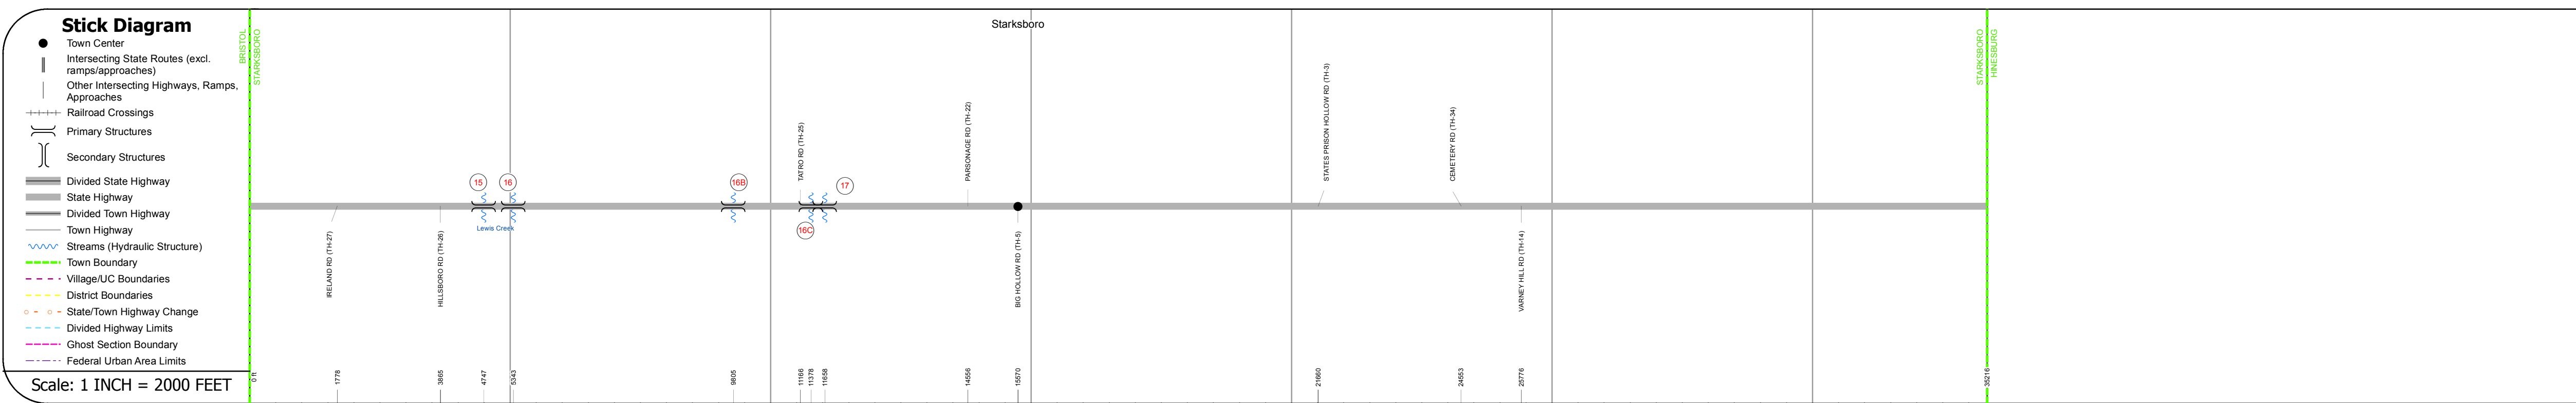 Stick Diagram
Town Center
Intersecting State Routes (excl.
ramps/approaches)
Other Intersecting Highways, Ramps,
Approaches
Railroad Crossings
Primary Structures
Secondary Structures
Divided State Highway
State Highway
Divided Town Highway
Town Highway
Streams (Hydraulic Structure)
Town Boundary
Village/UC Boundaries
District Boundaries
State/Town Highway Change
Divided Highway Limits
Ghost Section Boundary
Federal Urban Area Limits
Scale: 1 INCH = 2000 FEET
Starksboro
BRISTOL
STARKSBORO
STARKSBORO
HINESBURG
IRELAND RD (TH-27)
HILLSBORO RD (TH-26)
15
16
Lewis Creek
16B
TATRO RD (TH-25)
16C
17
PARSONAGE RD (TH-22)
BIG HOLLOW RD (TH-5)
STATES PRISON HOLLOW RD (TH-3)
CEMETERY RD (TH-34)
VARNEY HILL RD (TH-14)
0 ft
1778
3865
4747
5343
9805
11166
11378
11658
14556
15570
21660
24553
25776
35216